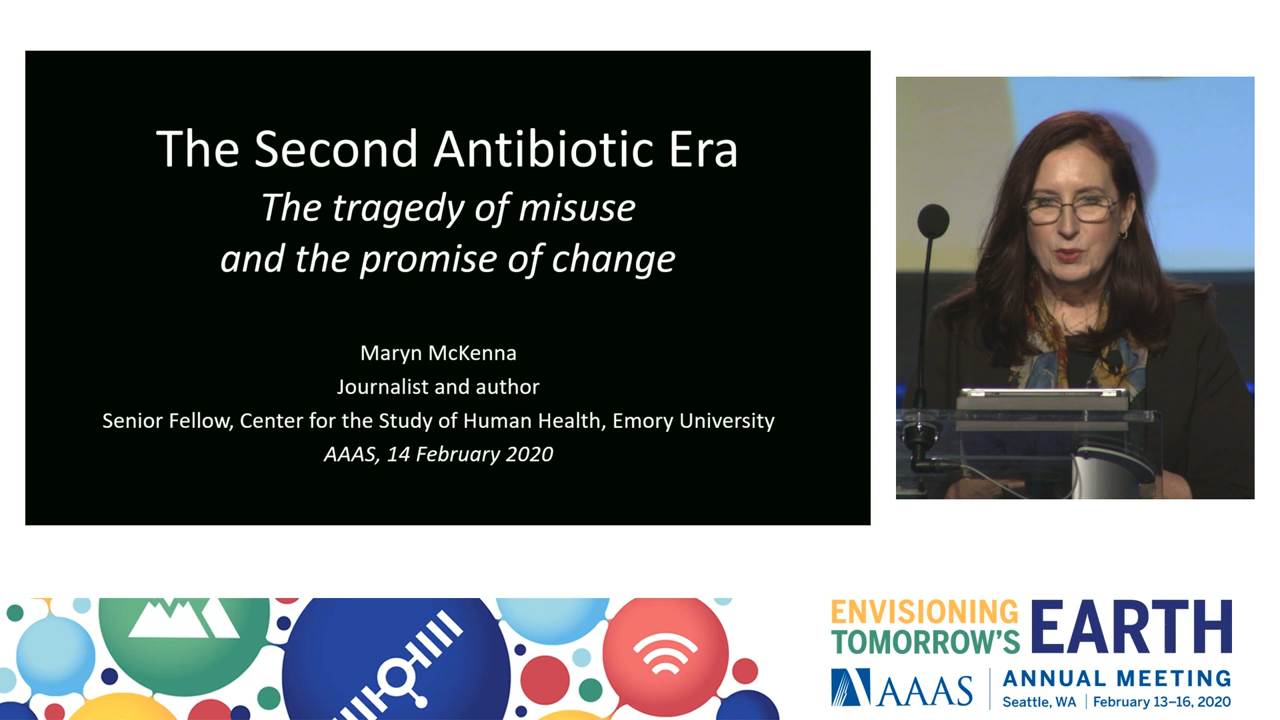 The Second Antibiotic Era
The tragedy of misuse
and the promise of change
Maryn McKenna
Journalist and author
Senior Fellow, Center for the Study of Human Health, Emory University
AAAS, 14 February 2020
ENVISIONING
TOMORROW'S
EARTH
AAAS
ANNUAL MEETING
Seattle, WA | February 13–16, 2020